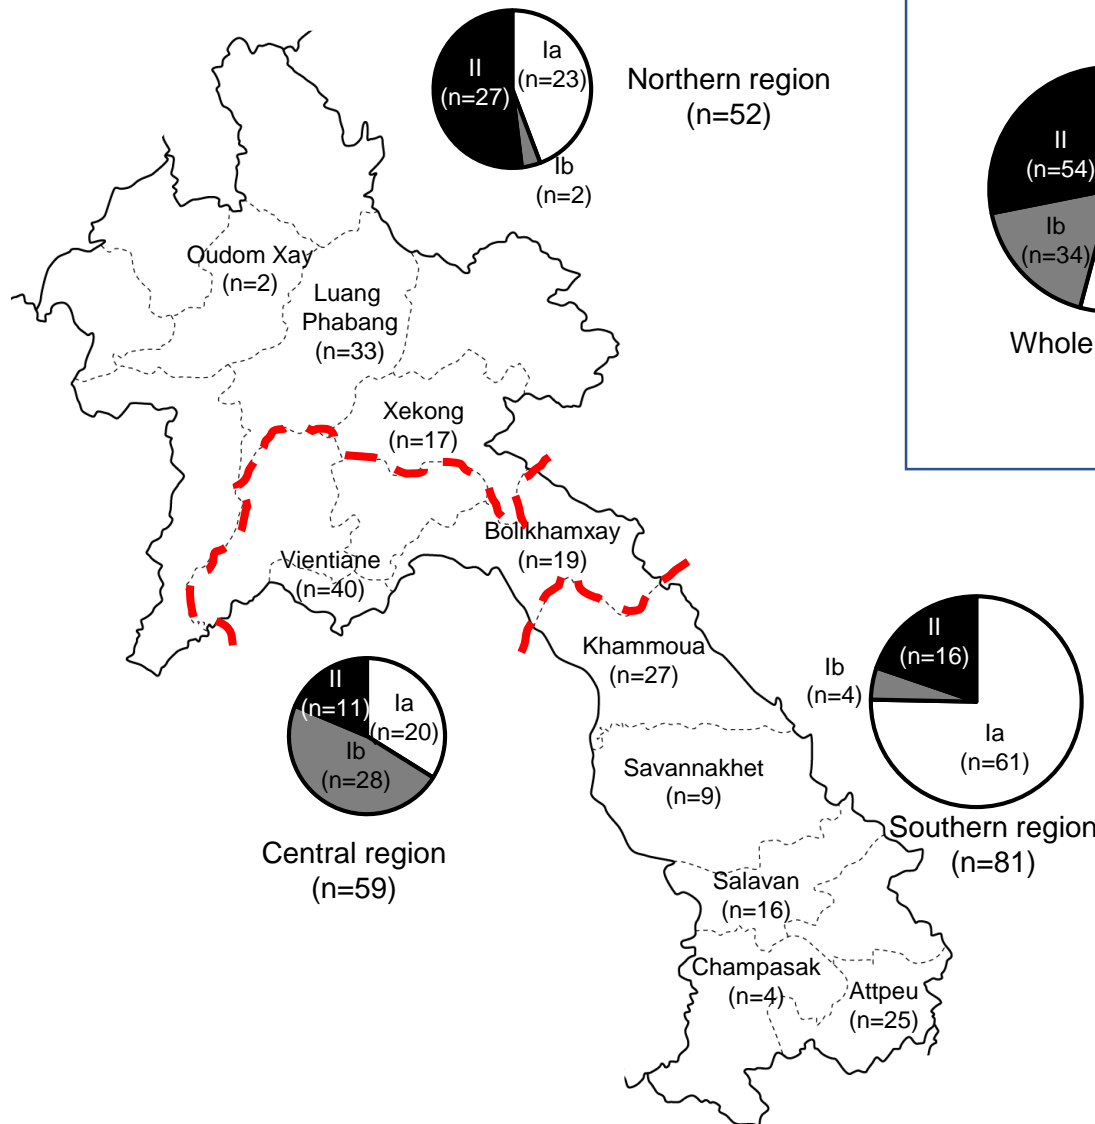 II
(n=27)
Ia
(n=23)
Ib
(n=2)
Northern region
(n=52)
II
(n=54)
Ib
(n=34)
Whole
Oudom Xay
(n=2)
Luang
Phabang
(n=33)
Xekong
(n=17)
Bolikhamxay
(n=19)
Vientiane
(n=40)
Khammoua
(n=27)
II
(n=11)
Ia
(n=20)
Ib
(n=28)
Central region
(n=59)
II
(n=16)
Ib
(n=4)
Ia
(n=61)
Southern region
(n=81)
Savannakhet
(n=9)
Salavan
(n=16)
Champasak
(n=4)
Attpeu
(n=25)